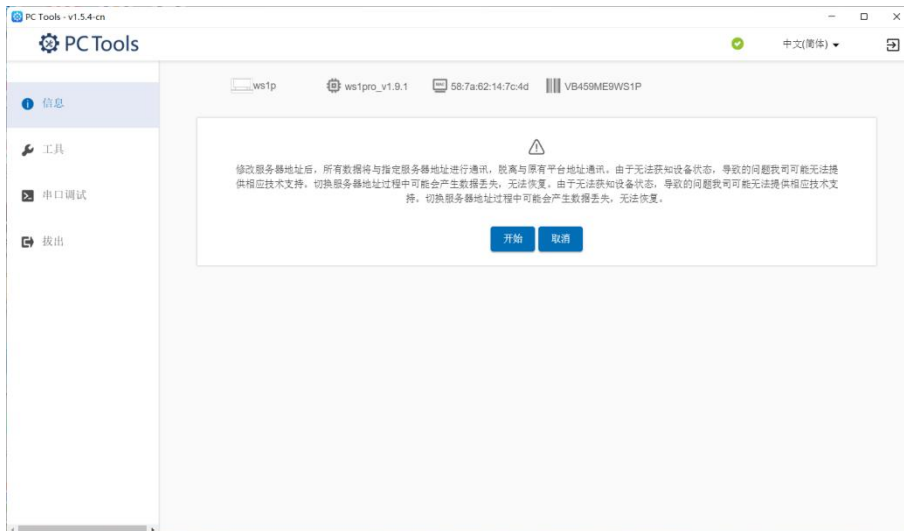 PC Tools - v1.5.4-cn
PC Tools
中文(简体)
ws1p
ws1pro_v1.9.1
MAC
58:7a:62:14:7c:4d
VB459ME9WS1P
信息
工具
串口调试
拔出
修改服务器地址后，所有数据将与指定服务器地址进行通讯，脱离与原有平台地址通讯。由于无法获知设备状态，导致的问题我司可能无法提
供相应技术支持。切换服务器地址过程中可能会产生数据丢失，无法恢复。由于无法获知设备状态，导致的问题我司可能无法提供相应技术支
持。切换服务器地址过程中可能会产生数据丢失，无法恢复。
开始
取消